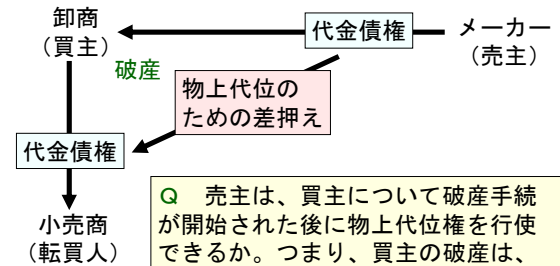 卸商
（買主）
代金債権
メーカー
（売主）
破産
物上代位の
ための差押え
代金債権
小売商
（転買人）
Q　売主は、買主について破産手続
が開始された後に物上代位権を行使
できるか。つまり、買主の破産は、